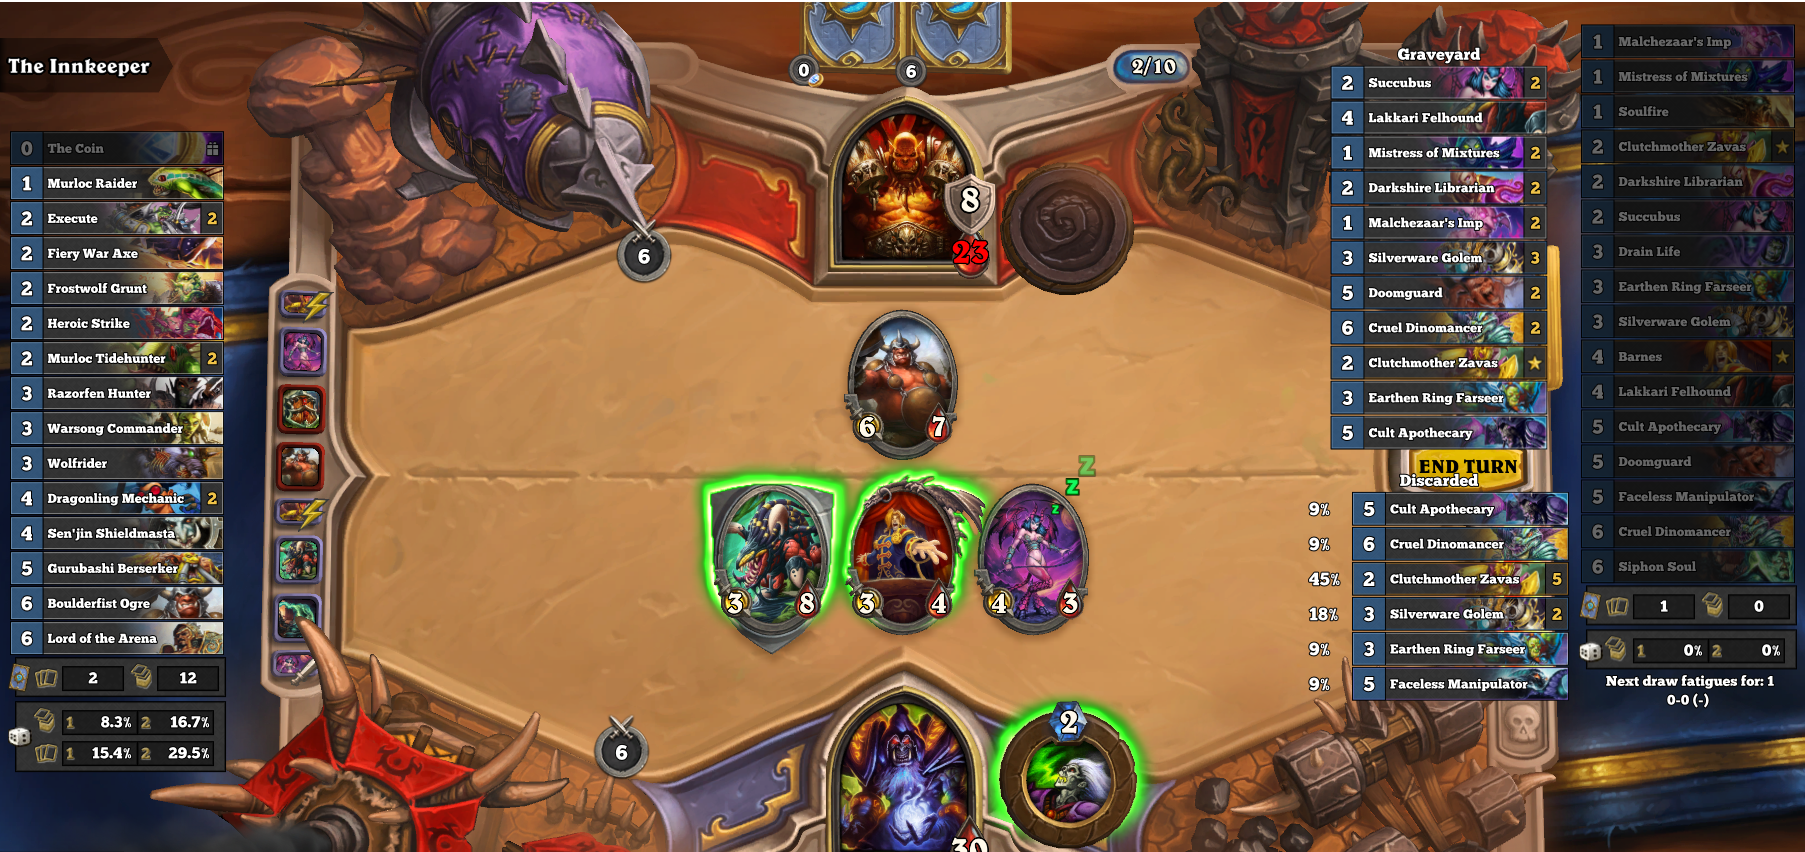 The Innkeeper
0 The Coin
1 Murloc Raider
2 Execute 2
2 Fiery War Axe
2 Frostwolf Grunt
2 Heroic Strike
2 Murloc Tidehunter 2
3 Razorfen Hunter
3 Warsong Commander
3 Wolfrider
4 Dragonling Mechanic 2
4 Sen'jin Shieldmasta
5 Gurubashi Berserker
6 Boulderfist Ogre
6 Lord of the Arena
2 12
1 8.3% 2 16.7%
1 15.4% 2 29.5%
0 6
2/10
8
23
6
6 7
Z
Z
z
3 8
3 4
4 3
6
2
30
Graveyard
2 Succubus 2
4 Lakkari Felhound
1 Mistress of Mixtures 2
2 Darkshire Librarian 2
1 Malchezaar's Imp 2
3 Silverware Golem 3
5 Doomguard 2
6 Cruel Dinomancer 2
2 Clutchmother Zavas
3 Earthen Ring Farseer
5 Cult Apothecary
END TURN
Discarded
9% 5 Cult Apothecary
9% 6 Cruel Dinomancer
45% 2 Clutchmother Zavas 5
18% 3 Silverware Golem 2
9% 3 Earthen Ring Farseer
9% 5 Faceless Manipulator
1 Malchezaar's Imp
1 Mistress of Mixtures
1 Soulfire
2 Clutchmother Zavas
2 Darkshire Librarian
2 Succubus
3 Drain Life
3 Earthen Ring Farseer
3 Silverware Golem
4 Barnes
4 Lakkari Felhound
5 Cult Apothecary
5 Doomguard
5 Faceless Manipulator
6 Cruel Dinomancer
6 Siphon Soul
1 0
1 0% 2 0%
Next draw fatigues for: 1
0-0 (-)